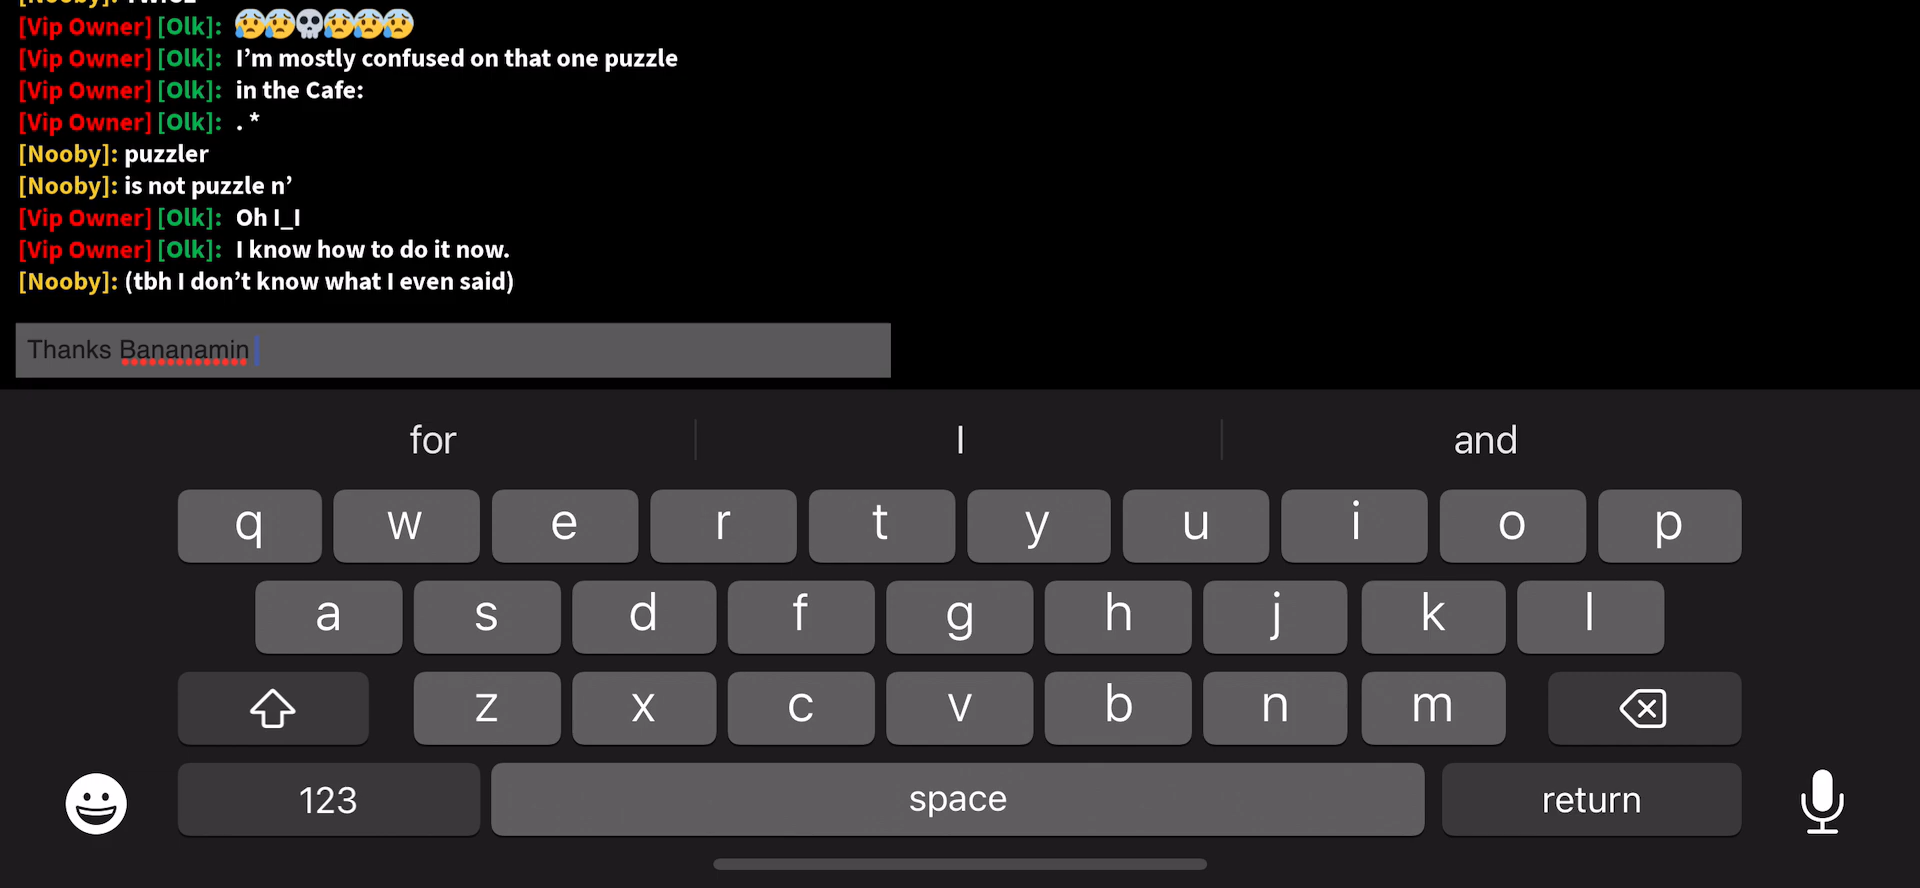 [Vip Owner] [Olk]: 😰😰💀😰😰😰
[Vip Owner] [Olk]: I’m mostly confused on that one puzzle
[Vip Owner] [Olk]: in the Cafe:
[Vip Owner] [Olk]: . *
[Nooby]: puzzler
[Nooby]: is not puzzle n’
[Vip Owner] [Olk]: Oh I_I
[Vip Owner] [Olk]: I know how to do it now.
[Nooby]: (tbh I don’t know what I even said)
Thanks Bananamin
for I and
q w e r t y u i o p
a s d f g h j k l
z x c v b n m
123 space return